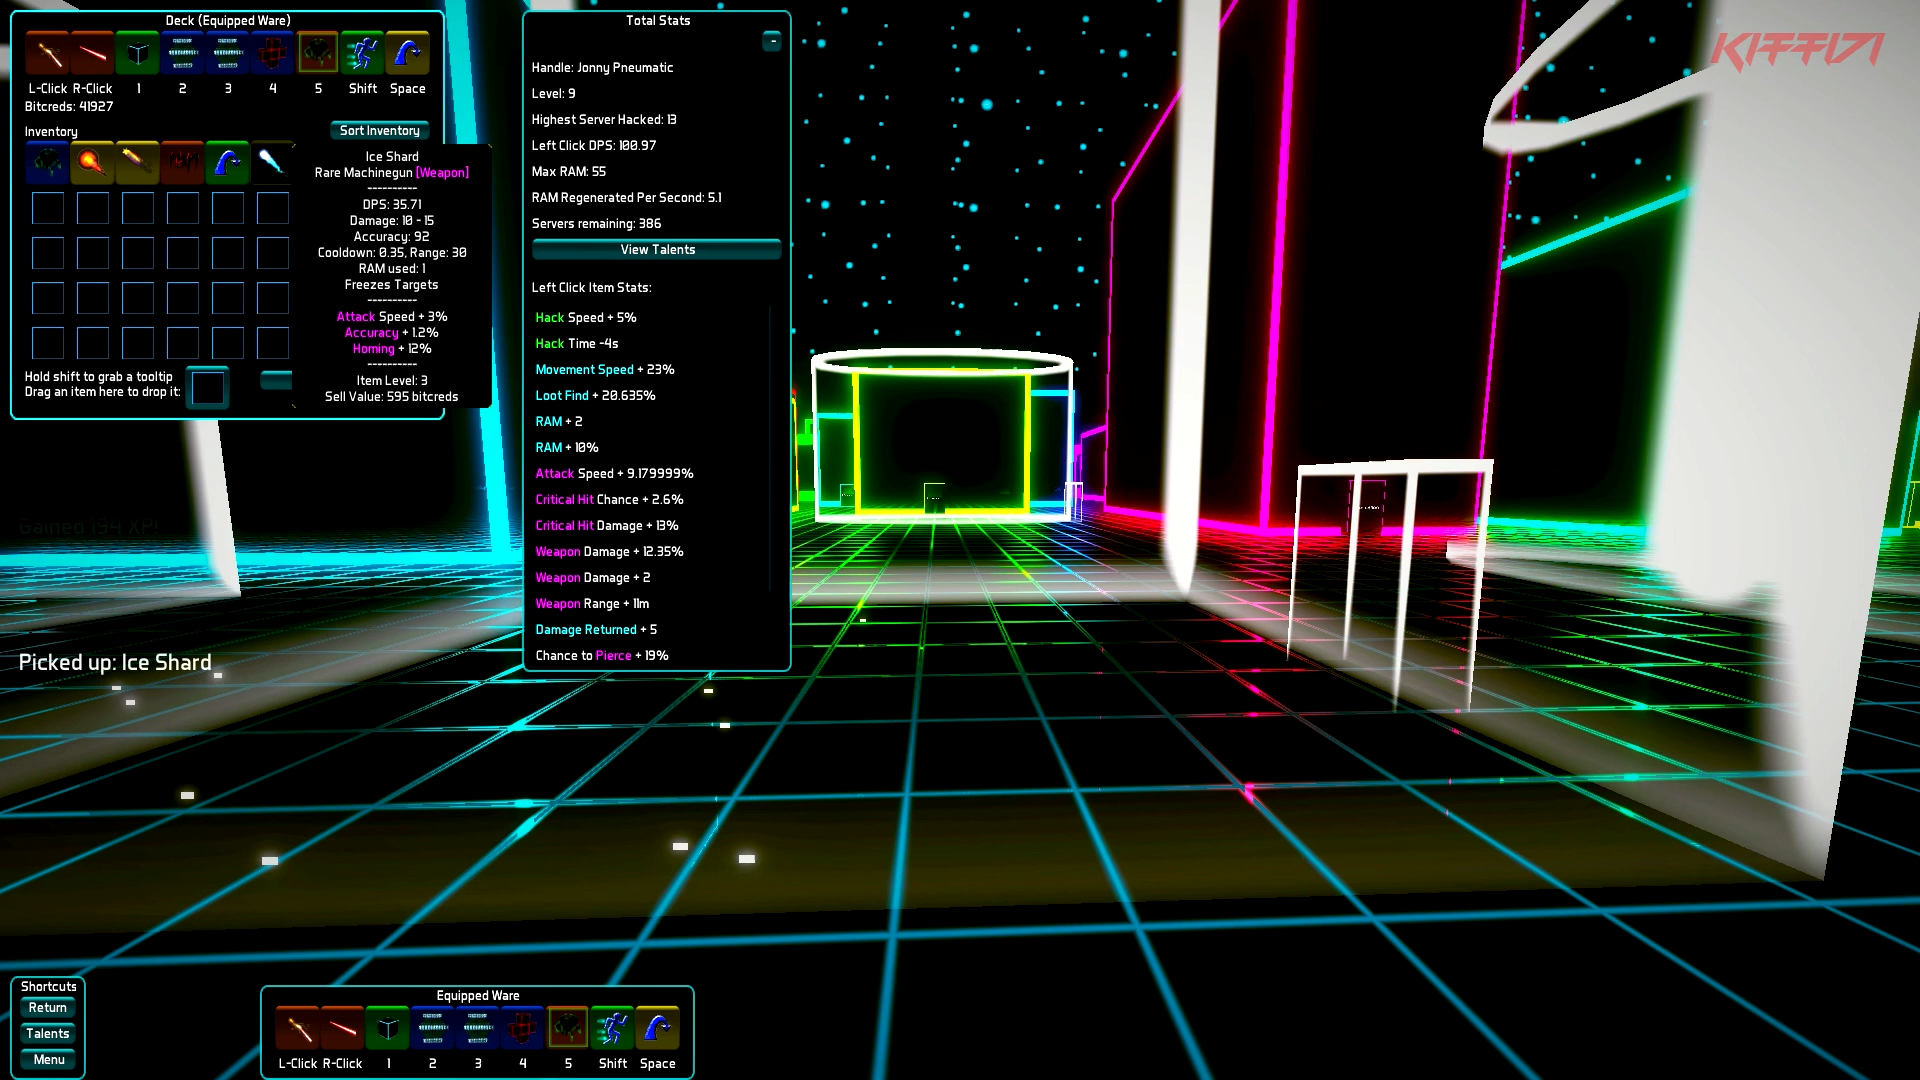 Deck (Equipped Ware)
L-Click R-Click 1 2 3 4 5 Shift Space
Bitcreds: 41927
Inventory
Sort Inventory
Ice Shard
Rare Machinegun [Weapon]
----------
DPS: 35.71
Damage: 10 - 15
Accuracy: 92
Cooldown: 0.35, Range: 30
RAM used: 1
Freezes Targets
----------
Attack Speed + 3%
Accuracy + 1.2%
Homing + 12%
----------
Item Level: 3
Sell Value: 595 bitcreds
Hold shift to grab a tooltip
Drag an item here to drop it:
Total Stats
-
Handle: Jonny Pneumatic
Level: 9
Highest Server Hacked: 13
Left Click DPS: 100.97
Max RAM: 55
RAM Regenerated Per Second: 5.1
Servers remaining: 386
View Talents
Left Click Item Stats:
Hack Speed + 5%
Hack Time -4s
Movement Speed + 23%
Loot Find + 20.635%
RAM + 2
RAM + 10%
Attack Speed + 9.179999%
Critical Hit Chance + 2.6%
Critical Hit Damage + 13%
Weapon Damage + 12.35%
Weapon Damage + 2
Weapon Range + 11m
Damage Returned + 5
Chance to Pierce + 19%
Gained 194 XP!
Picked up: Ice Shard
Shortcuts
Return
Talents
Menu
Equipped Ware
L-Click R-Click 1 2 3 4 5 Shift Space